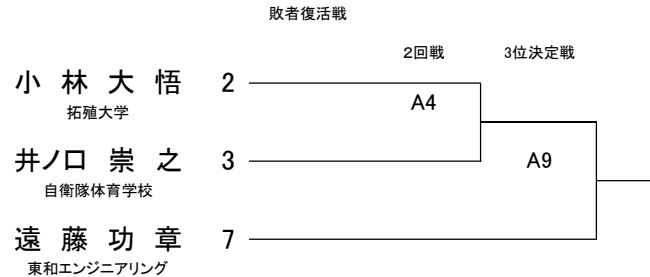 敗者復活戦
2回戦 3位決定戦
小 林 大 悟 2
拓殖大学
A4
井ノ口 崇 之 3
自衛隊体育学校
A9
遠 藤 功 章 7
東和エンジニアリング